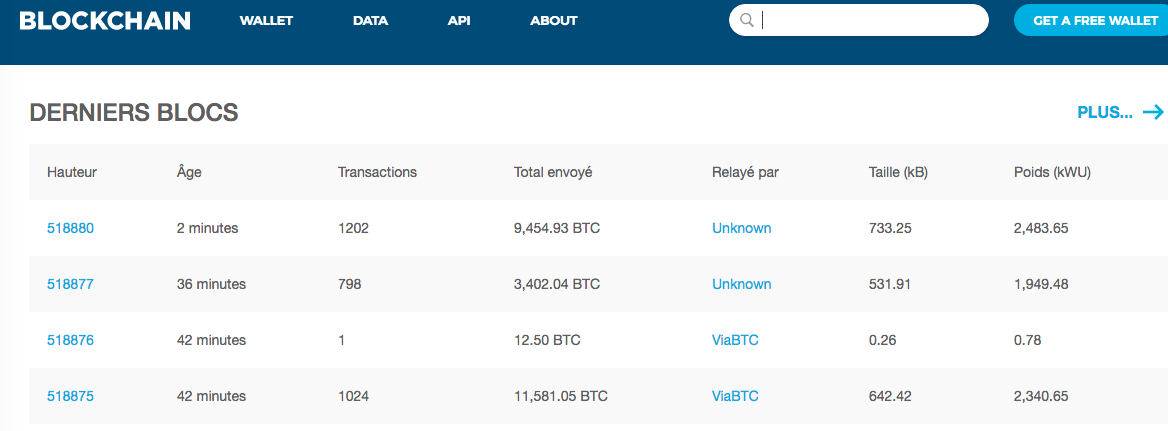 BLOCKCHAIN WALLET DATA API ABOUT GET A FREE WALLET
DERNIERS BLOCS PLUS...
Hauteur Âge Transactions Total envoyé Relayé par Taille (kB) Poids (kWU)
518880 2 minutes 1202 9,454.93 BTC Unknown 733.25 2,483.65
518877 36 minutes 798 3,402.04 BTC Unknown 531.91 1,949.48
518876 42 minutes 1 12.50 BTC ViaBTC 0.26 0.78
518875 42 minutes 1024 11,581.05 BTC ViaBTC 642.42 2,340.65